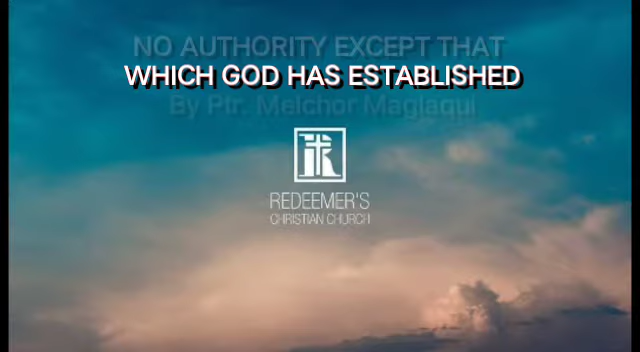 NO AUTHORITY EXCEPT THAT
WHICH GOD HAS ESTABLISHED
By Ptr. Melchor Maglaqui
REDEEMER'S
CHRISTIAN CHURCH